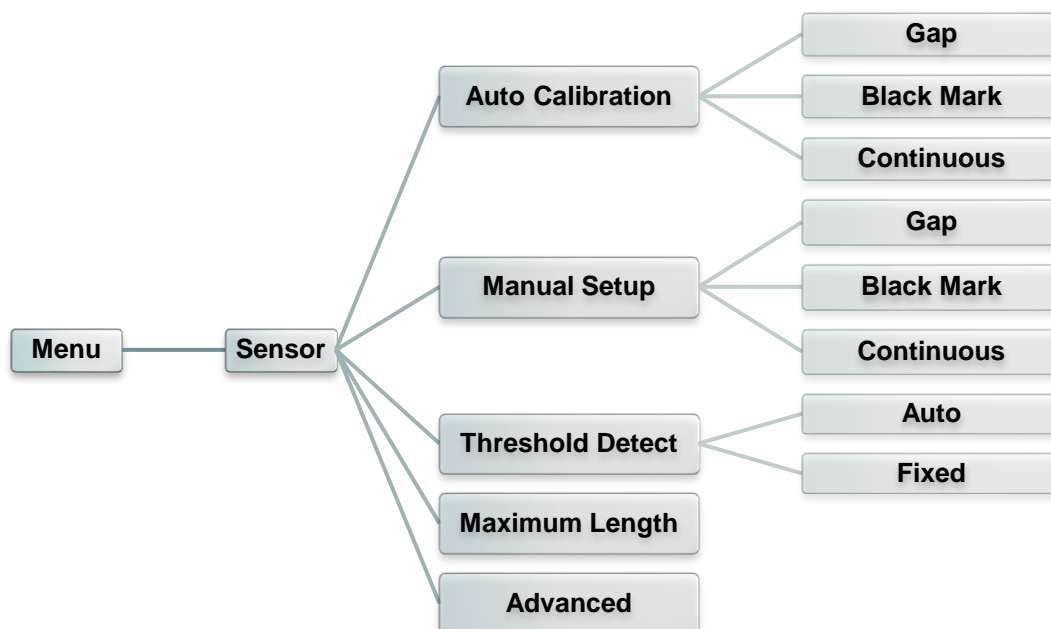 Menu
Sensor
Auto Calibration
Gap
Black Mark
Continuous
Manual Setup
Gap
Black Mark
Continuous
Threshold Detect
Auto
Fixed
Maximum Length
Advanced